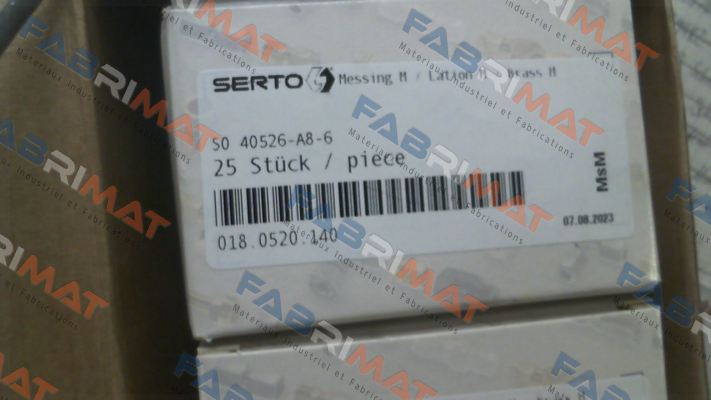 SERTO Messing M / Laiton M / Brass M
SO 40526-A8-6
25 Stück / piece
018.0520.140
MsM
07.08.2023
FABRIMAT
Materiaux Industriel et Fabrications